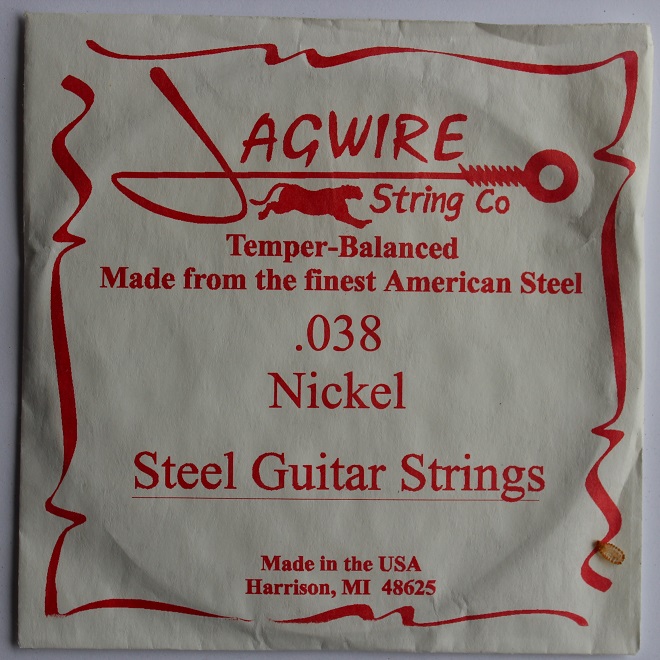 JAGWIRE
String Co
Temper-Balanced
Made from the finest American Steel
.038
Nickel
Steel Guitar Strings
Made in the USA
Harrison, MI 48625